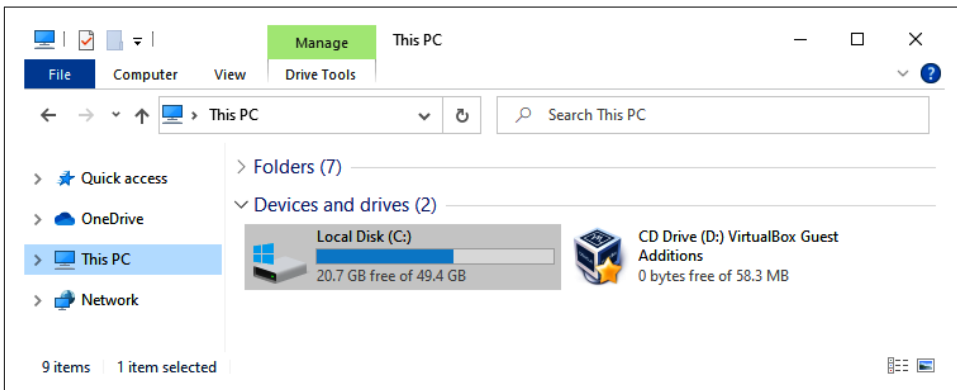 Manage
This PC
File
Computer
View
Drive Tools
This PC
Search This PC
Quick access
OneDrive
This PC
Network
Folders (7)
Devices and drives (2)
Local Disk (C:)
20.7 GB free of 49.4 GB
CD Drive (D:) VirtualBox Guest
Additions
0 bytes free of 58.3 MB
9 items
1 item selected